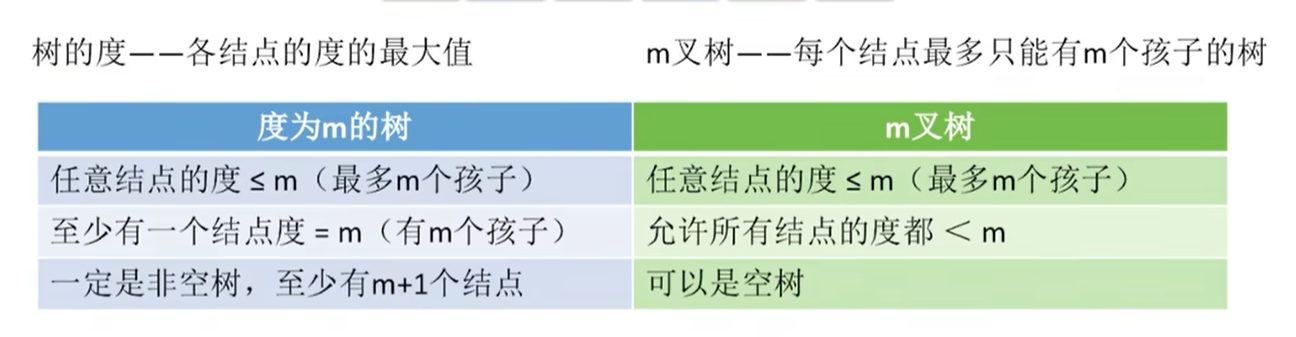 树的度——各结点的度的最大值
m叉树——每个结点最多只能有m个孩子的树
度为m的树
m叉树
任意结点的度 ≤ m（最多m个孩子）
任意结点的度 ≤ m（最多m个孩子）
至少有一个结点度 = m（有m个孩子）
允许所有结点的度都 ＜ m
一定是非空树，至少有m+1个结点
可以是空树